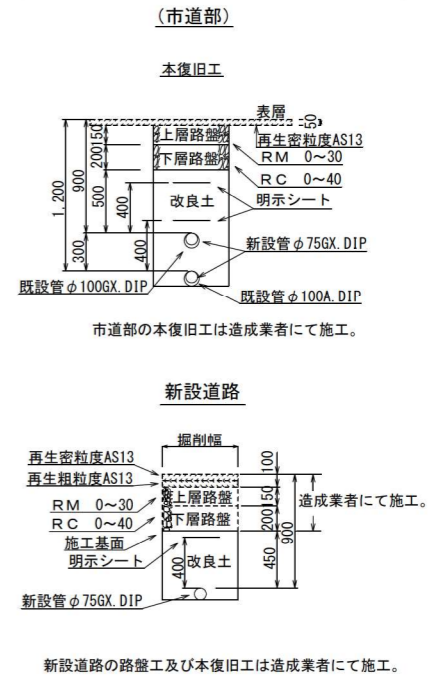 (市道部)
本復旧工
表層
50
150
上層路盤
再生密粒度AS13
200
下層路盤
RM 0～30
RC 0～40
900
1,200
500
400
改良土
明示シート
新設管φ75GX.DIP
300
400
既設管φ100GX.DIP
既設管φ100A.DIP
市道部の本復旧工は造成業者にて施工。
新設道路
掘削幅
100
再生密粒度AS13
再生粗粒度AS13
RM 0～30
上層路盤
150
造成業者にて施工。
RC 0～40
下層路盤
200
900
施工基面
明示シート
400
改良土
450
新設管φ75GX.DIP
新設道路の路盤工及び本復旧工は造成業者にて施工。